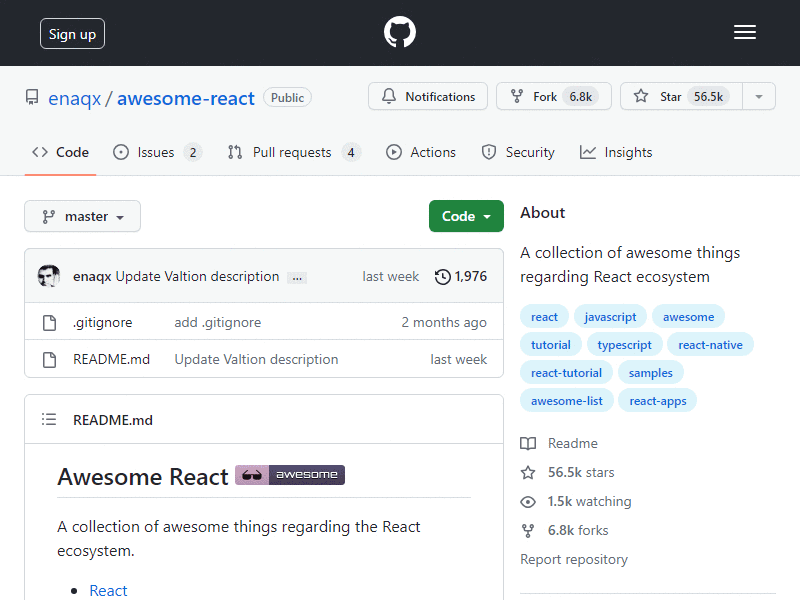 Sign up
enaqx / awesome-react Public
Notifications Fork 6.8k Star 56.5k
Code Issues 2 Pull requests 4 Actions Security Insights
master Code
enaqx Update Valtion description ... last week 1,976
.gitignore add .gitignore 2 months ago
README.md Update Valtion description last week
README.md
Awesome React awesome
A collection of awesome things regarding the React
ecosystem.
• React
About
A collection of awesome things
regarding React ecosystem
react javascript awesome
tutorial typescript react-native
react-tutorial samples
awesome-list react-apps
Readme
56.5k stars
1.5k watching
6.8k forks
Report repository